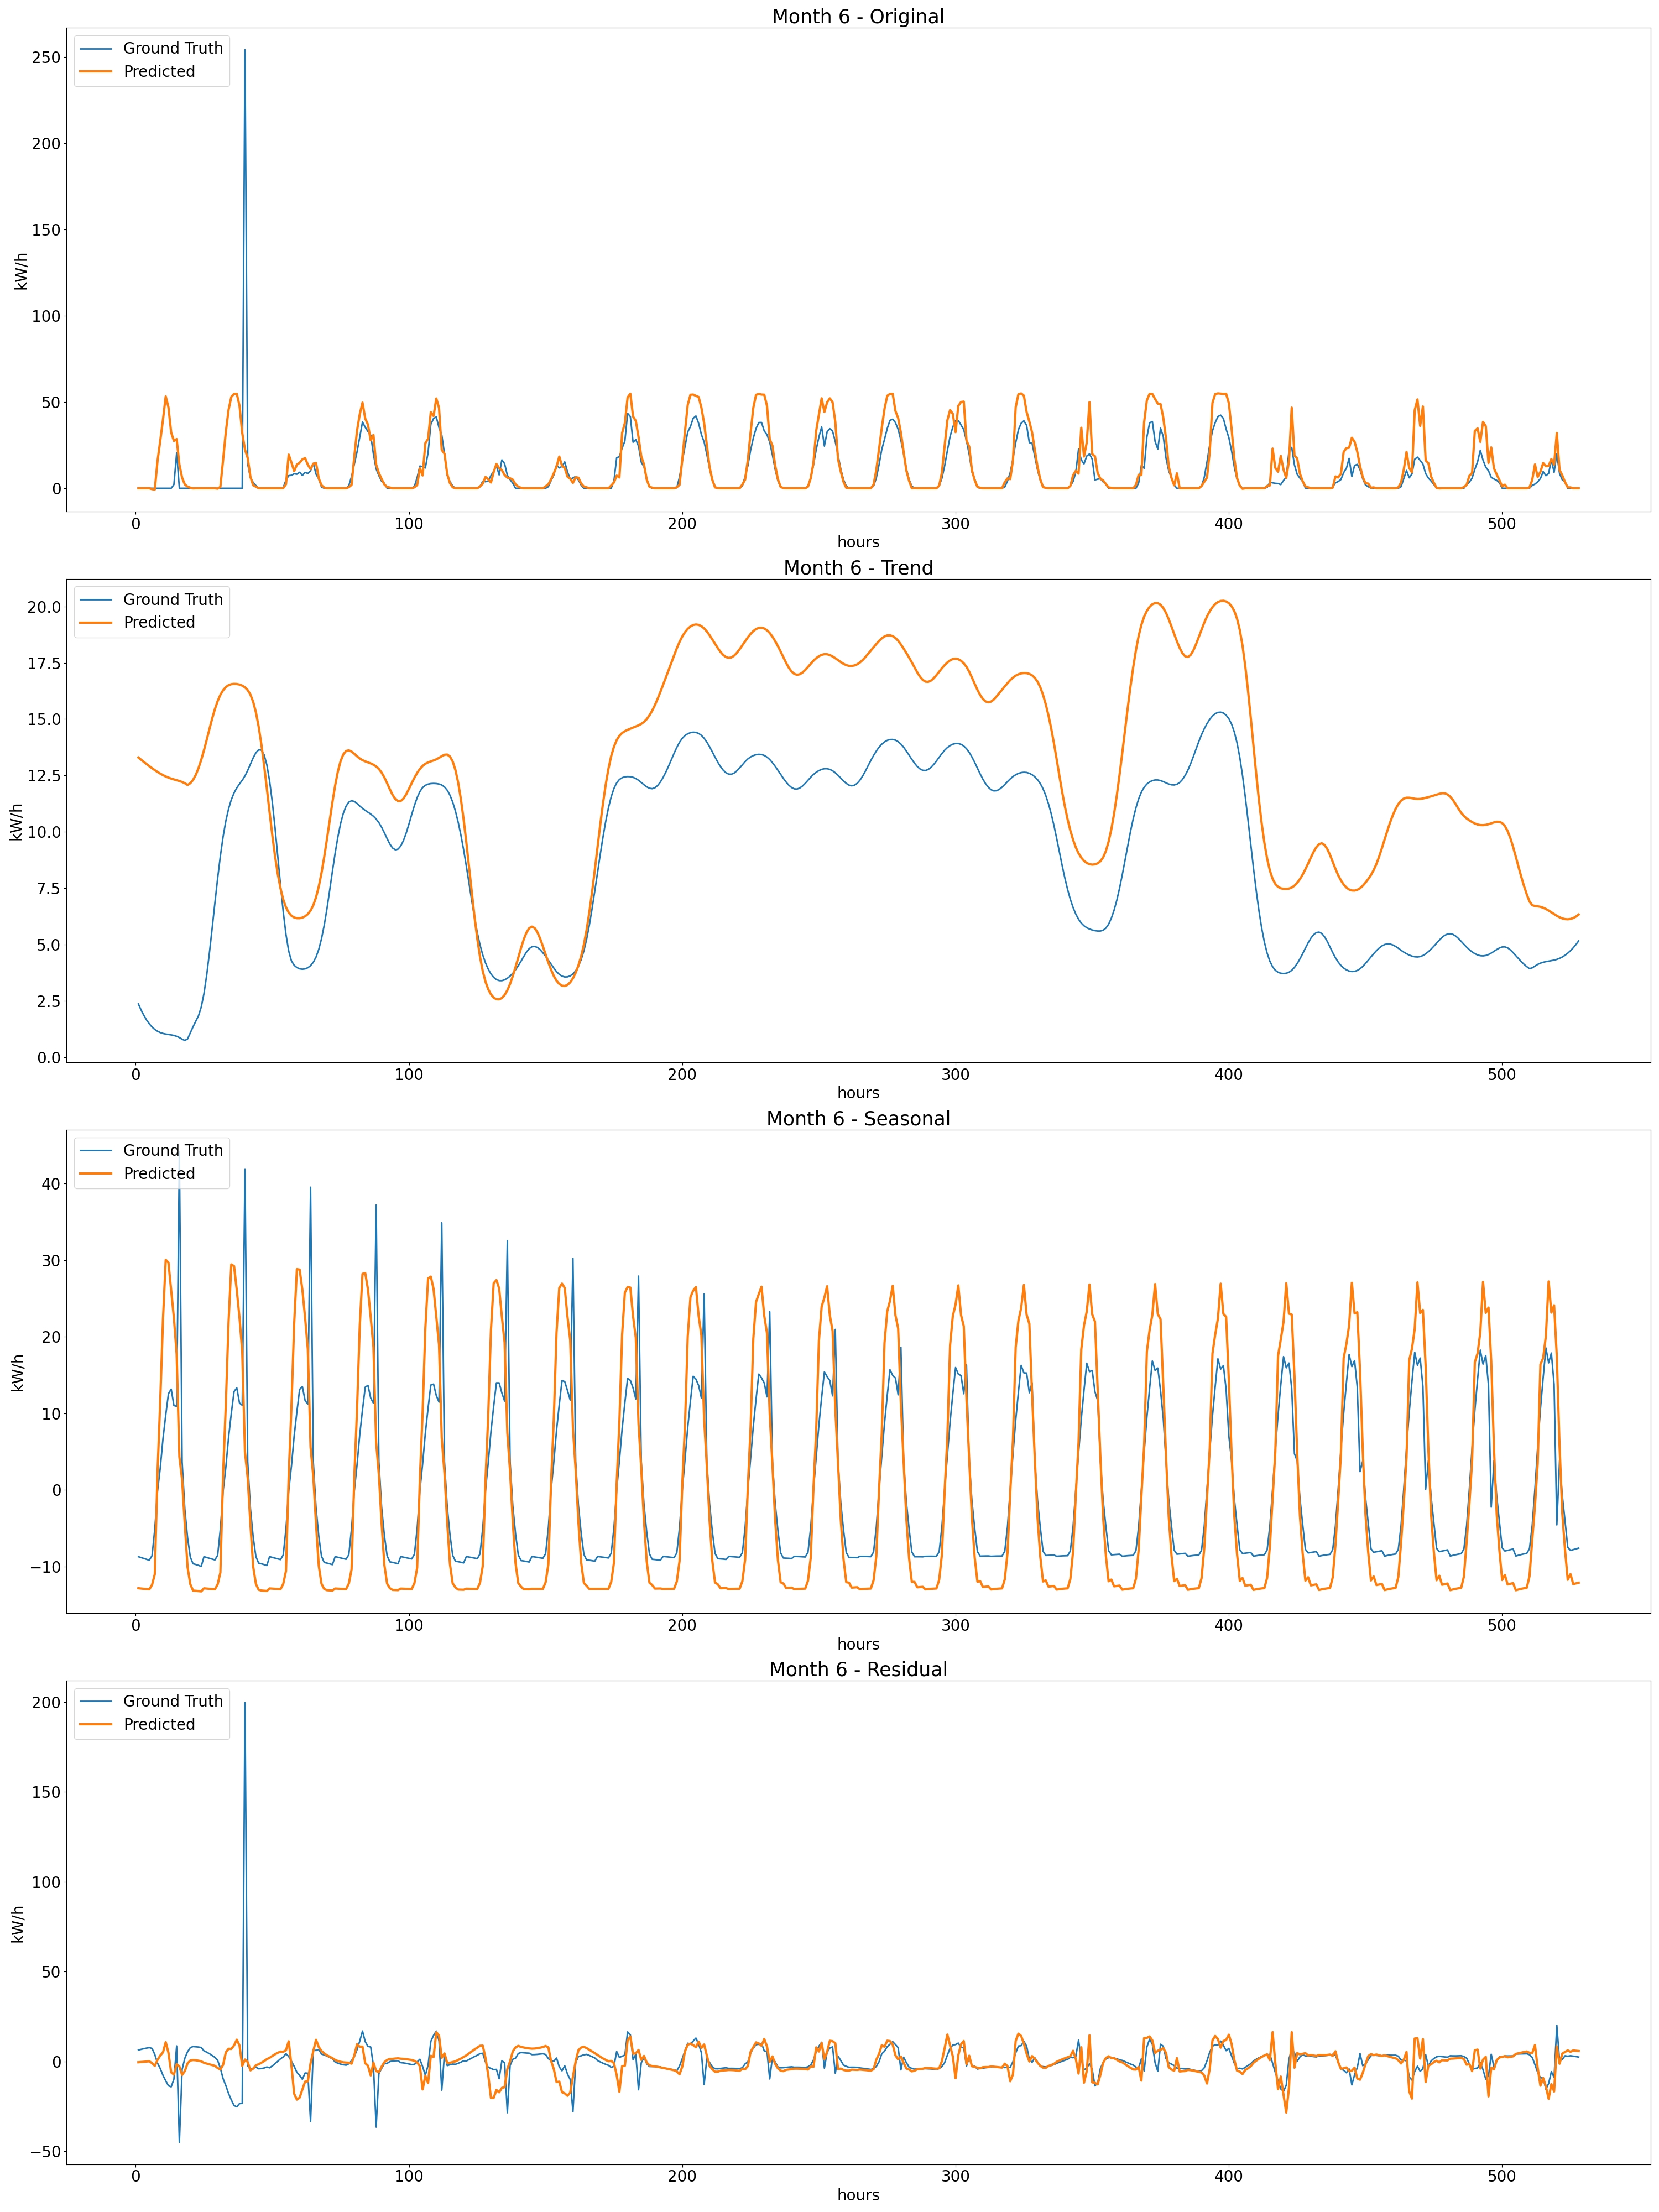 Month 6 - Original
Ground Truth
Predicted
250
200
150
100
50
0
kW/h
0 100 200 300 400 500
hours
Month 6 - Trend
Ground Truth
Predicted
20.0
17.5
15.0
12.5
10.0
7.5
5.0
2.5
0.0
kW/h
0 100 200 300 400 500
hours
Month 6 - Seasonal
Ground Truth
Predicted
40
30
20
10
0
−10
kW/h
0 100 200 300 400 500
hours
Month 6 - Residual
Ground Truth
Predicted
200
150
100
50
0
−50
kW/h
0 100 200 300 400 500
hours